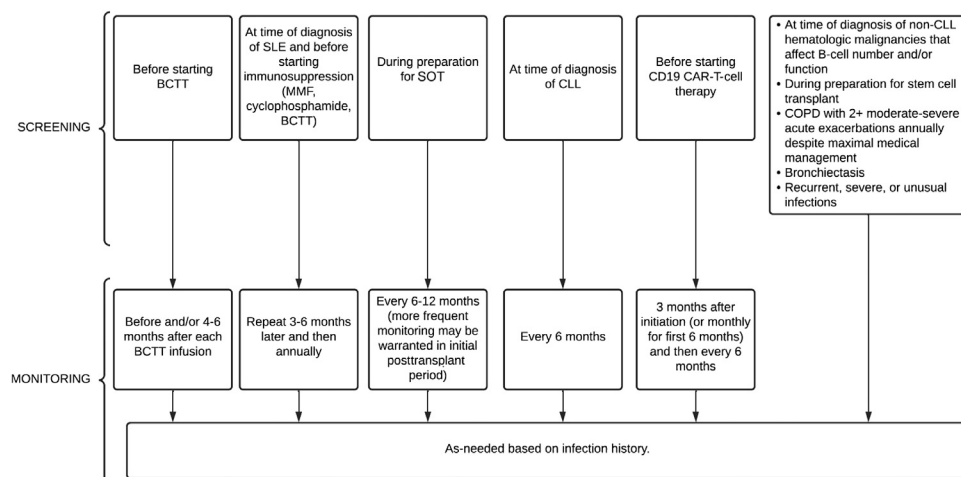 SCREENING
Before starting
BCTT
At time of diagnosis
of SLE and before
starting
immunosuppression
(MMF,
cyclophosphamide,
BCTT)
During preparation
for SOT
At time of diagnosis
of CLL
Before starting
CD19 CAR-T-cell
therapy
• At time of diagnosis of non-CLL
hematologic malignancies that
affect B-cell number and/or
function
• During preparation for stem cell
transplant
• COPD with 2+ moderate-severe
acute exacerbations annually
despite maximal medical
management
• Bronchiectasis
• Recurrent, severe, or unusual
infections
MONITORING
Before and/or 4-6
months after each
BCTT infusion
Repeat 3-6 months
later and then
annually
Every 6-12 months
(more frequent
monitoring may be
warranted in initial
posttransplant
period)
Every 6 months
3 months after
initiation (or monthly
for first 6 months)
and then every 6
months
As-needed based on infection history.